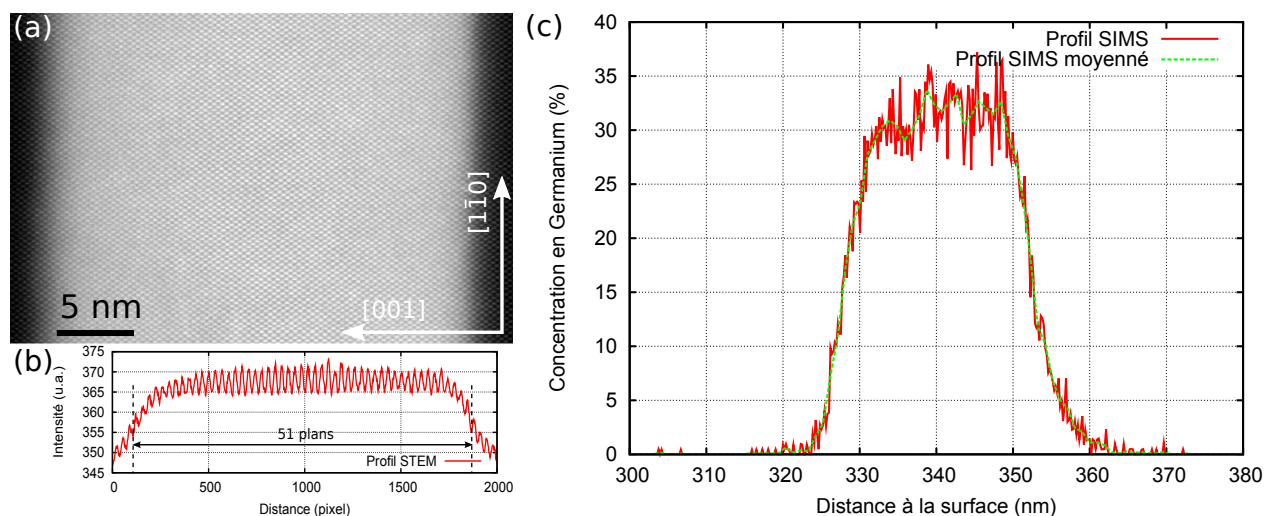 (a)
[11̄0]
[001]
5 nm
(b)
Intensité (u.a.)
375
370
365
360
355
350
345
51 plans
Profil STEM
0
500
1000
1500
2000
Distance (pixel)
(c)
Concentration en Germanium (%)
40
35
30
25
20
15
10
5
0
Profil SIMS
Profil SIMS moyenné
300
310
320
330
340
350
360
370
380
Distance à la surface (nm)